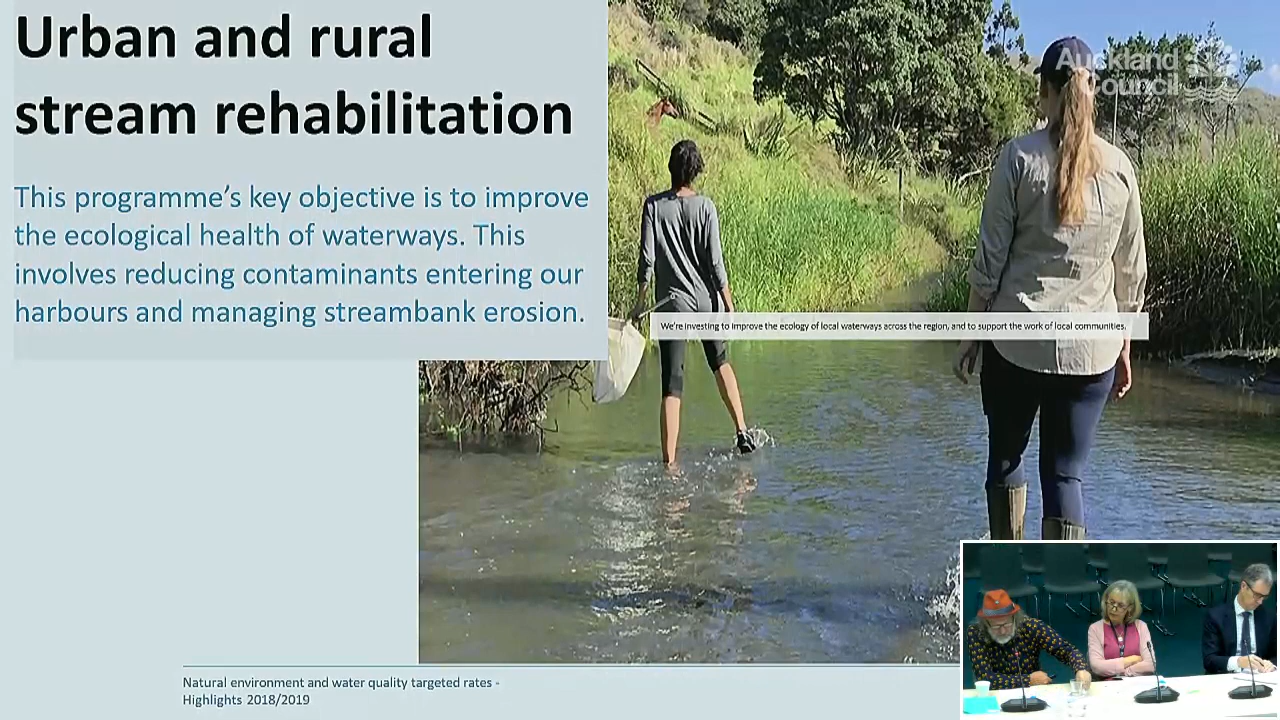 Urban and rural
stream rehabilitation
This programme's key objective is to improve
the ecological health of waterways. This
involves reducing contaminants entering our
harbours and managing streambank erosion.
Auckland
Council
We're investing to improve the ecology of local waterways across the region, and to support the work of local communities.
Natural environment and water quality targeted rates -
Highlights 2018/2019